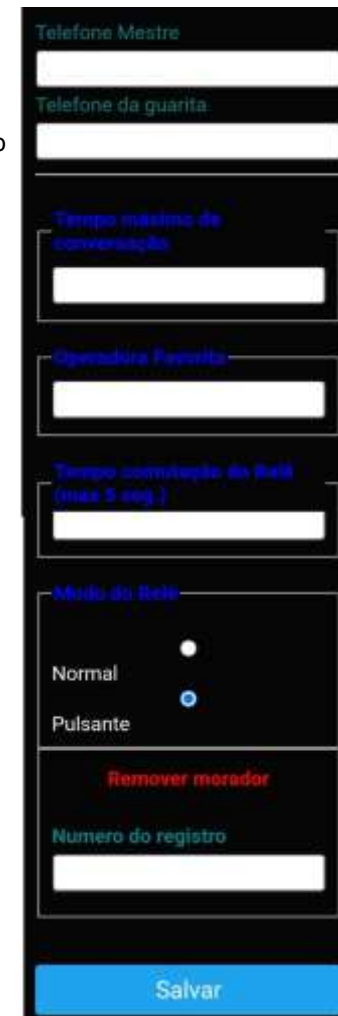 Telefone Mestre
Telefone da guarita
o
Tempo máximo de
conversação
Operadora Favorita
Tempo comutação do Relé
(max 5 seg.)
Modo do Relé
Normal
Pulsante
Remover morador
Numero do registro
Salvar